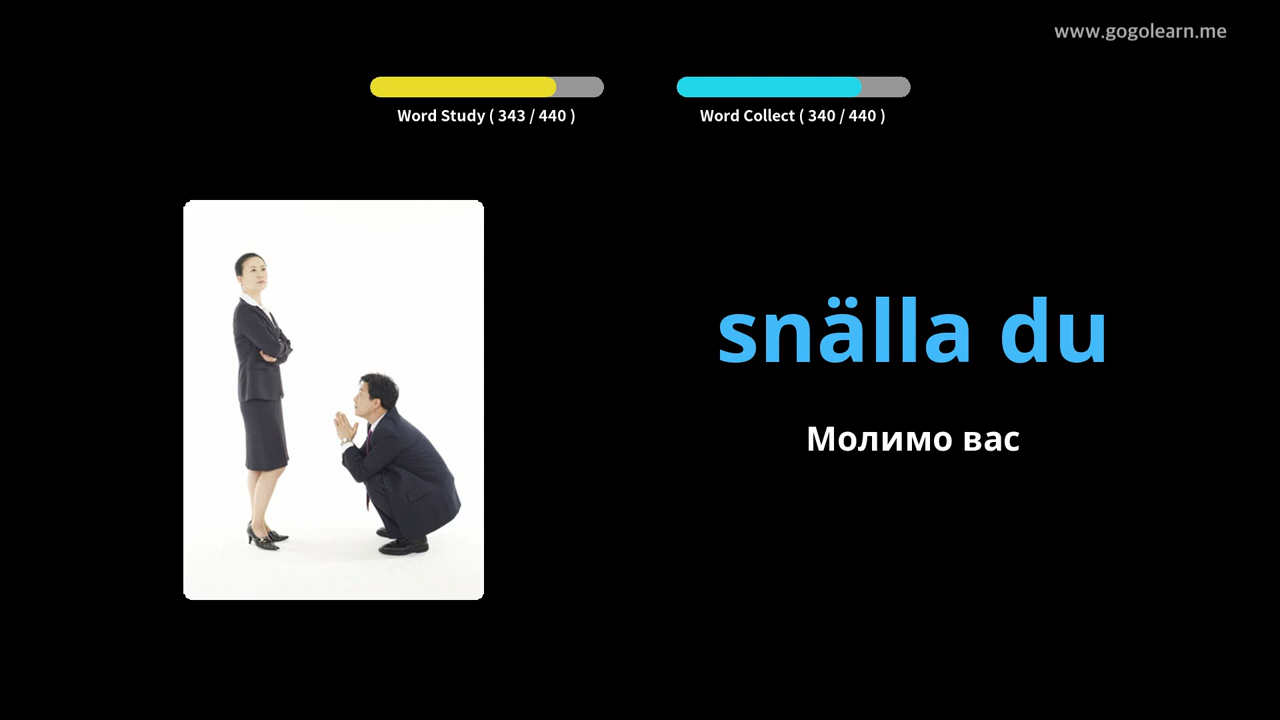 www.gogolearn.me
Word Study ( 343 / 440 )
Word Collect ( 340 / 440 )
snälla du
Молимо вас